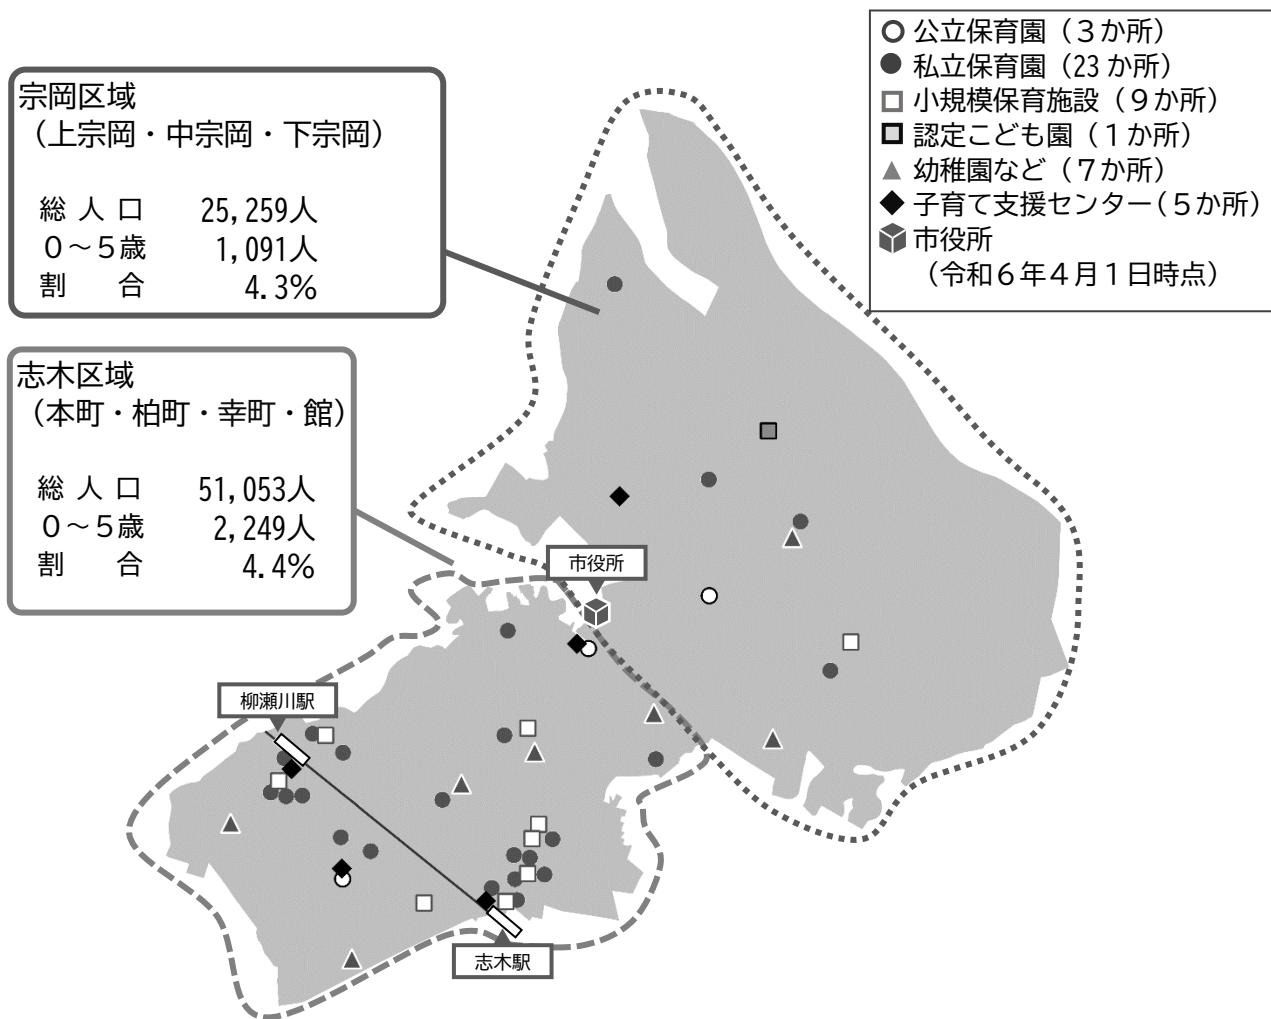 公立保育園（３か所）
私立保育園（23か所）
小規模保育施設（９か所）
認定こども園（１か所）
幼稚園など（７か所）
子育て支援センター（５か所）
市役所
（令和６年４月１日時点）
宗岡区域
（上宗岡・中宗岡・下宗岡）
総人口 25,259人
０～５歳 1,091人
割合 4.3%
志木区域
（本町・柏町・幸町・館）
総人口 51,053人
０～５歳 2,249人
割合 4.4%
市役所
柳瀬川駅
志木駅